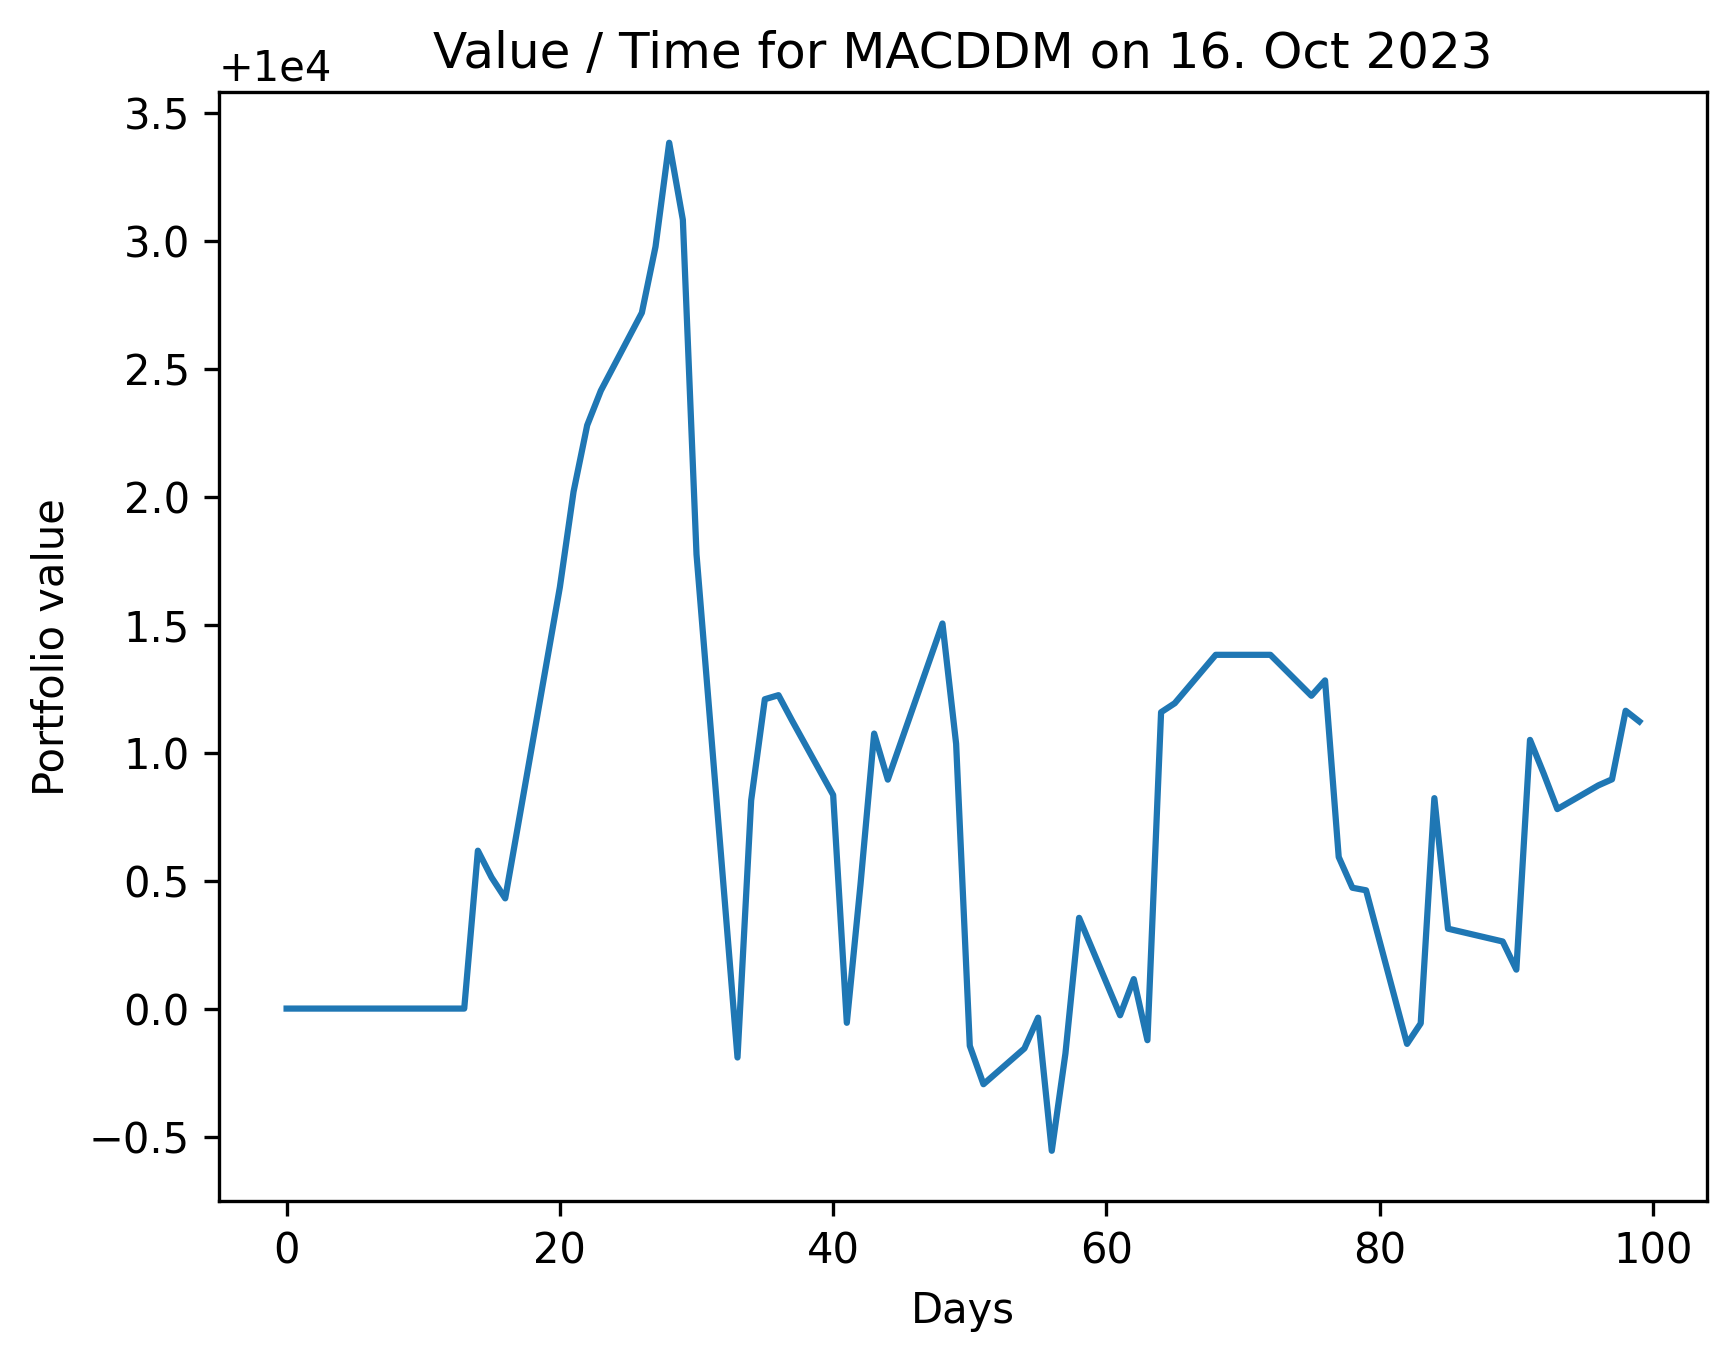 Value / Time for MACDDM on 16. Oct 2023
+1e4
3.5
3.0
2.5
2.0
1.5
1.0
0.5
0.0
−0.5
Portfolio value
0 20 40 60 80 100
Days